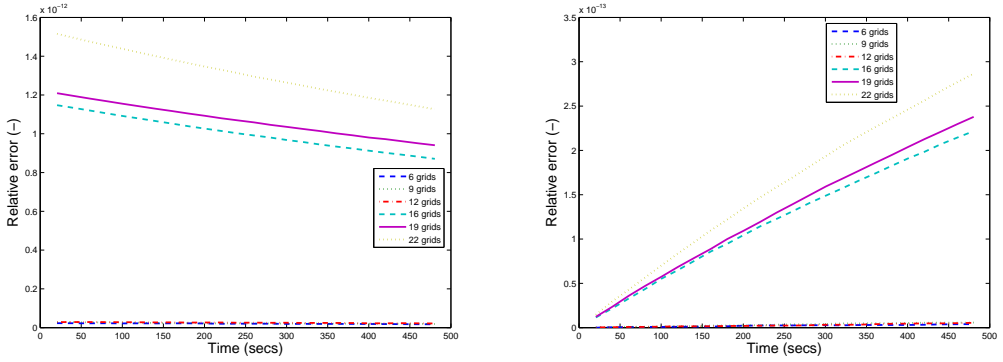 x 10^-12
1.6
1.4
1.2
1
0.8
0.6
0.4
0.2
0
Relative error (−)
0 50 100 150 200 250 300 350 400 450 500
Time (secs)
6 grids
9 grids
12 grids
16 grids
19 grids
22 grids
x 10^-13
3.5
3
2.5
2
1.5
1
0.5
0
Relative error (−)
0 50 100 150 200 250 300 350 400 450 500
Time (secs)
6 grids
9 grids
12 grids
16 grids
19 grids
22 grids